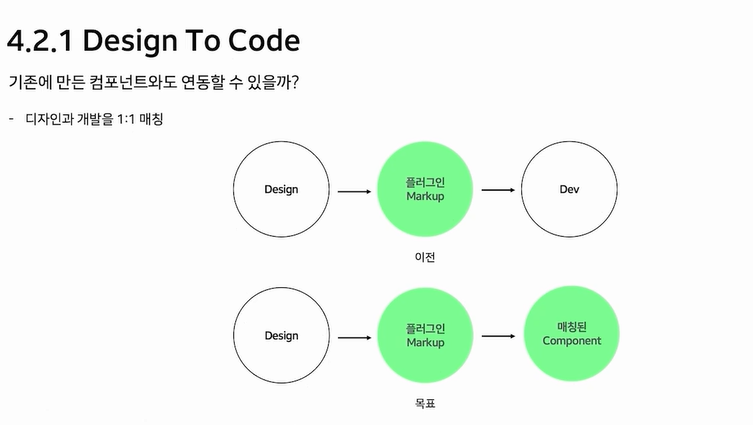 4.2.1 Design To Code
기존에 만든 컴포넌트와도 연동할 수 있을까?
- 디자인과 개발을 1:1 매칭
Design
플러그인
Markup
Dev
이전
Design
플러그인
Markup
매칭된
Component
목표